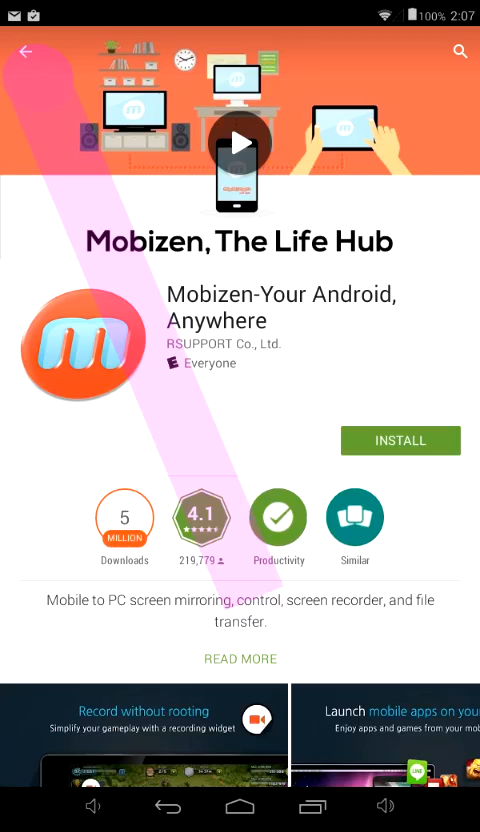 100% 2:07
Mobizen, The Life Hub
Mobizen-Your Android,
Anywhere
RSUPPORT Co., Ltd.
E Everyone
INSTALL
5
MILLION
Downloads
4.1
219,779
Productivity
Similar
Mobile to PC screen mirroring, control, screen recorder, and file
transfer.
READ MORE
Record without rooting
Simplify your gameplay with a recording widget
Launch mobile apps on your
Enjoy apps and games from your mob
LINE